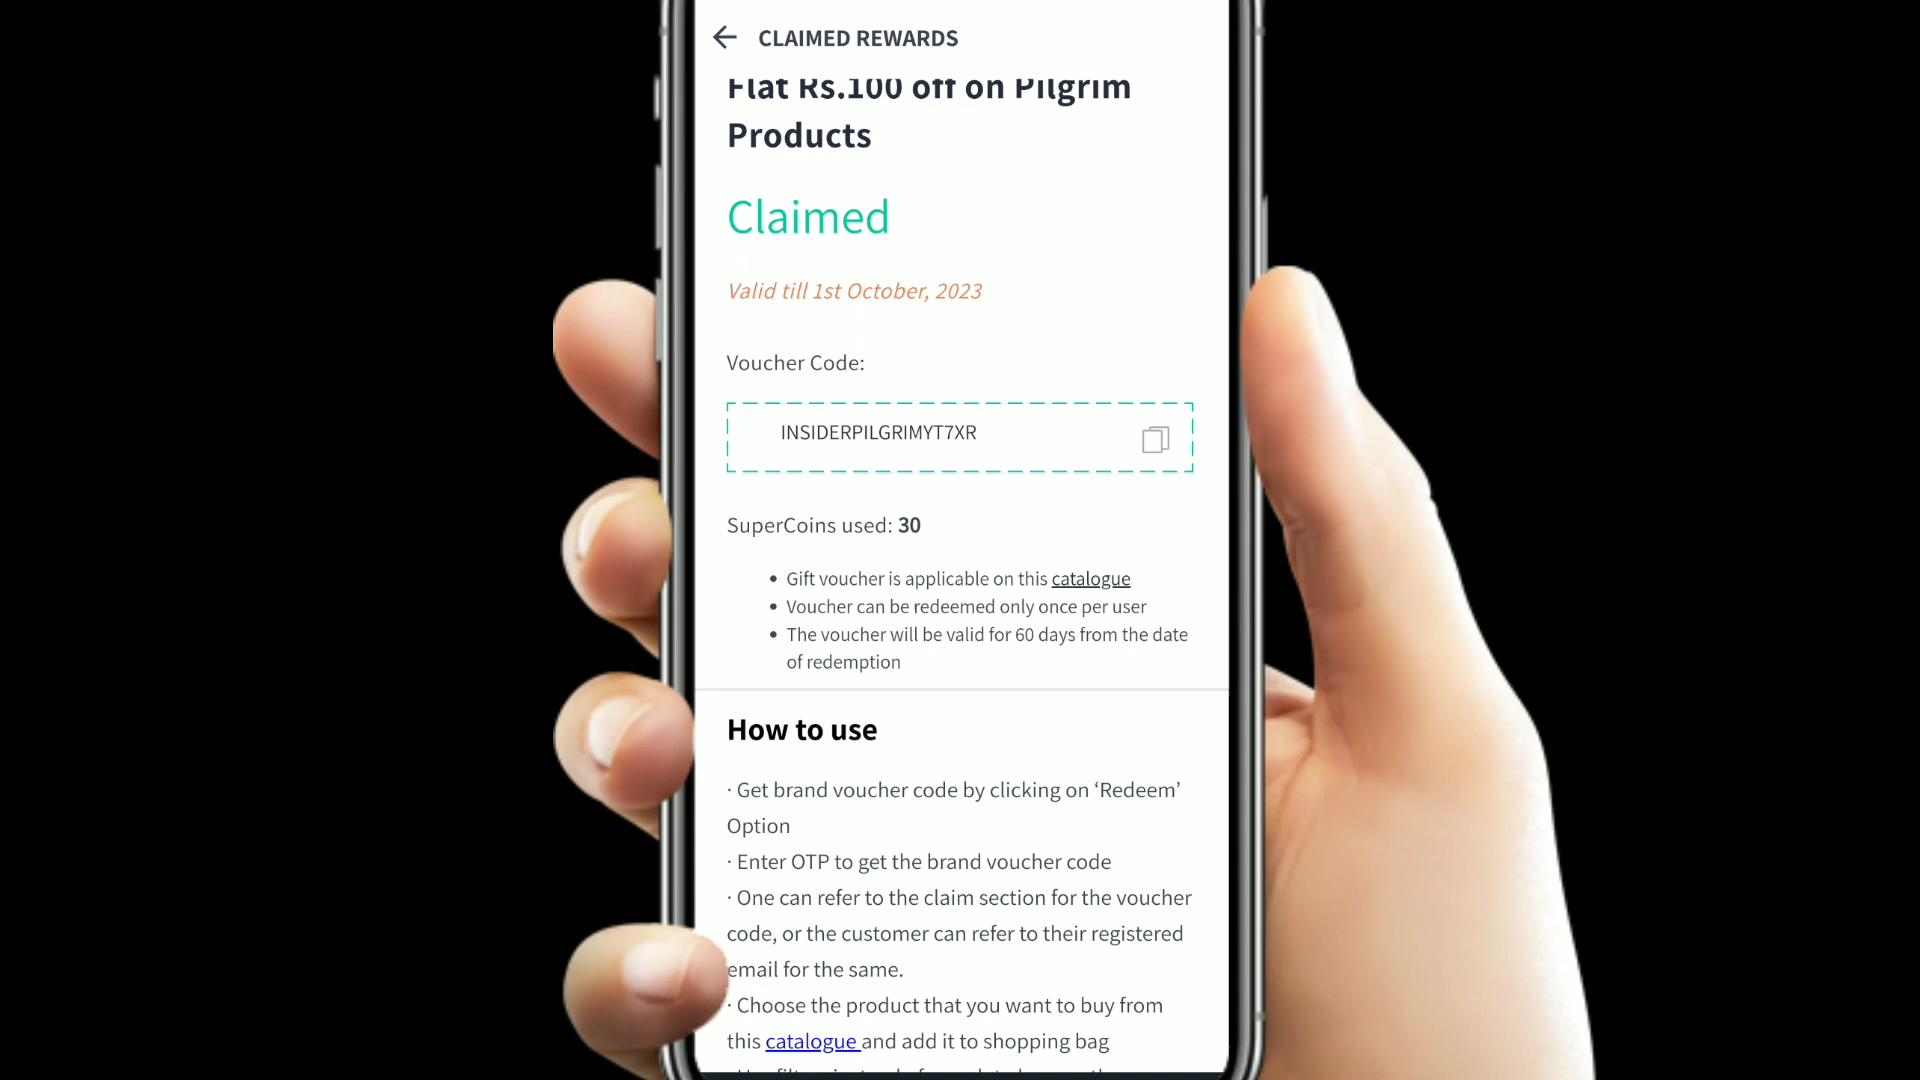 CLAIMED REWARDS
Flat Rs.100 off on Pilgrim
Products
Claimed
Valid till 1st October, 2023
Voucher Code:
INSIDERPILGRIMYT7XR
SuperCoins used: 30
• Gift voucher is applicable on this catalogue
• Voucher can be redeemed only once per user
• The voucher will be valid for 60 days from the date
of redemption
How to use
· Get brand voucher code by clicking on ‘Redeem’
Option
· Enter OTP to get the brand voucher code
· One can refer to the claim section for the voucher
code, or the customer can refer to their registered
email for the same.
· Choose the product that you want to buy from
this catalogue and add it to shopping bag